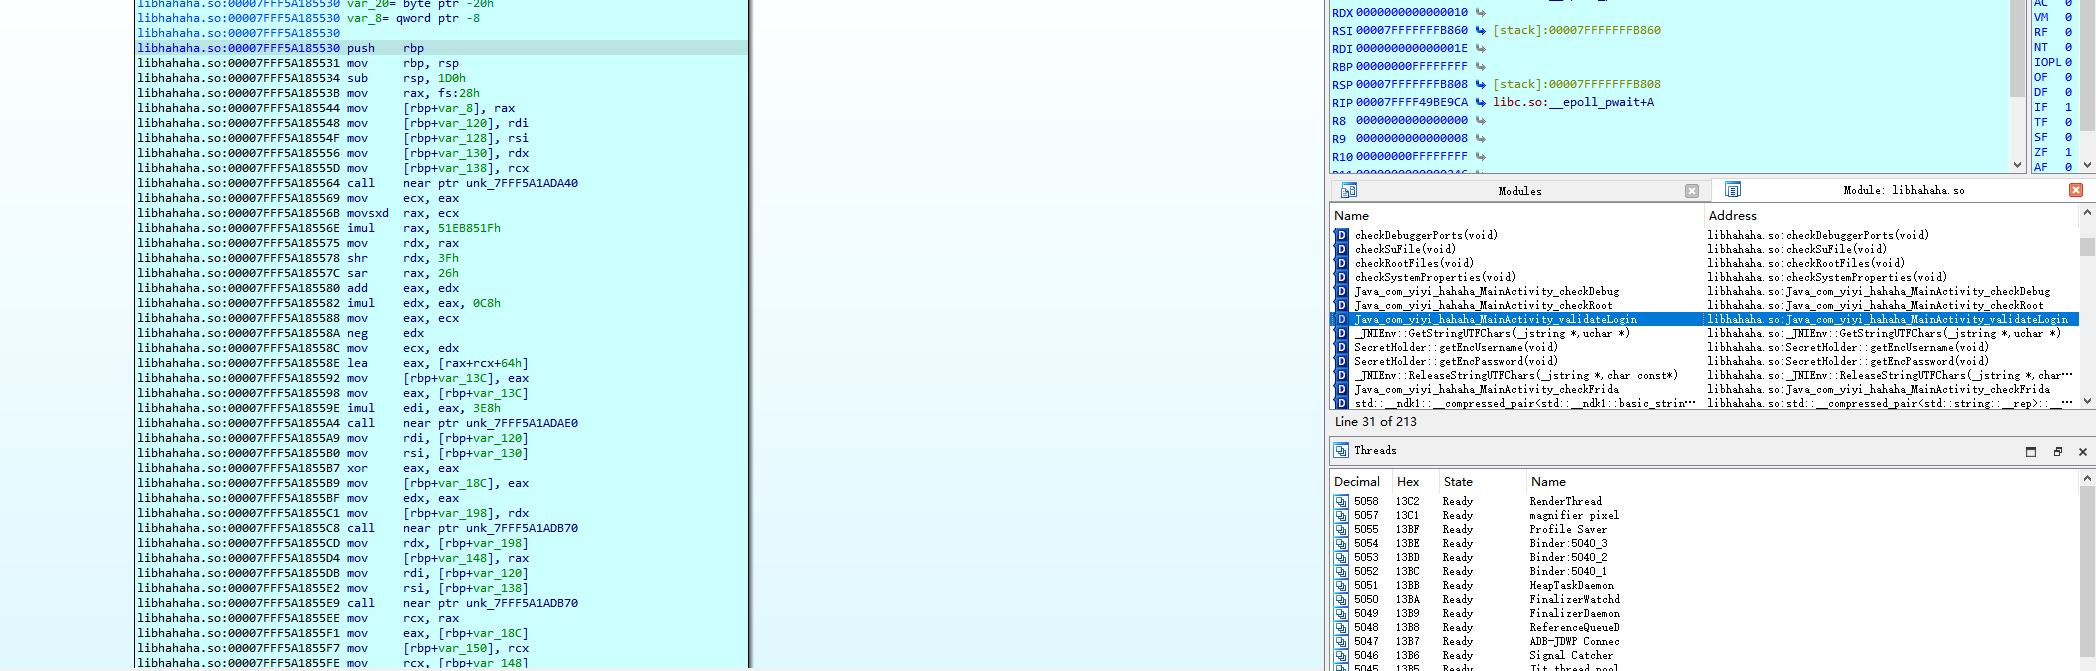 libhahaha.so:00007FFF5A185530 var_20= byte ptr -20h
libhahaha.so:00007FFF5A185530 var_8= qword ptr -8
libhahaha.so:00007FFF5A185530
libhahaha.so:00007FFF5A185530 push rbp
libhahaha.so:00007FFF5A185531 mov rbp, rsp
libhahaha.so:00007FFF5A185534 sub rsp, 1D0h
libhahaha.so:00007FFF5A18553B mov rax, fs:28h
libhahaha.so:00007FFF5A185544 mov [rbp+var_8], rax
libhahaha.so:00007FFF5A185548 mov [rbp+var_120], rdi
libhahaha.so:00007FFF5A18554F mov [rbp+var_128], rsi
libhahaha.so:00007FFF5A185556 mov [rbp+var_130], rdx
libhahaha.so:00007FFF5A18555D mov [rbp+var_138], rcx
libhahaha.so:00007FFF5A185564 call near ptr unk_7FFF5A1ADA40
libhahaha.so:00007FFF5A185569 mov ecx, eax
libhahaha.so:00007FFF5A18556B movsxd rax, ecx
libhahaha.so:00007FFF5A18556E imul rax, 51EB851Fh
libhahaha.so:00007FFF5A185575 mov rdx, rax
libhahaha.so:00007FFF5A185578 shr rdx, 3Fh
libhahaha.so:00007FFF5A18557C sar rax, 26h
libhahaha.so:00007FFF5A185580 add eax, edx
libhahaha.so:00007FFF5A185582 imul edx, eax, 0C8h
libhahaha.so:00007FFF5A185588 mov eax, ecx
libhahaha.so:00007FFF5A18558A neg edx
libhahaha.so:00007FFF5A18558C mov ecx, edx
libhahaha.so:00007FFF5A18558E lea eax, [rax+rcx+64h]
libhahaha.so:00007FFF5A185592 mov [rbp+var_13C], eax
libhahaha.so:00007FFF5A185598 mov eax, [rbp+var_13C]
libhahaha.so:00007FFF5A18559E imul edi, eax, 3E8h
libhahaha.so:00007FFF5A1855A4 call near ptr unk_7FFF5A1ADAE0
libhahaha.so:00007FFF5A1855A9 mov rdi, [rbp+var_120]
libhahaha.so:00007FFF5A1855B0 mov rsi, [rbp+var_130]
libhahaha.so:00007FFF5A1855B7 xor eax, eax
libhahaha.so:00007FFF5A1855B9 mov [rbp+var_18C], eax
libhahaha.so:00007FFF5A1855BF mov edx, eax
libhahaha.so:00007FFF5A1855C1 mov [rbp+var_198], rdx
libhahaha.so:00007FFF5A1855C8 call near ptr unk_7FFF5A1ADB70
libhahaha.so:00007FFF5A1855CD mov rdx, [rbp+var_198]
libhahaha.so:00007FFF5A1855D4 mov [rbp+var_148], rax
libhahaha.so:00007FFF5A1855DB mov rdi, [rbp+var_120]
libhahaha.so:00007FFF5A1855E2 mov rsi, [rbp+var_138]
libhahaha.so:00007FFF5A1855E9 call near ptr unk_7FFF5A1ADB70
libhahaha.so:00007FFF5A1855EE mov rcx, rax
libhahaha.so:00007FFF5A1855F1 mov eax, [rbp+var_18C]
libhahaha.so:00007FFF5A1855F7 mov [rbp+var_150], rcx
libhahaha.so:00007FFF5A1855FE mov rcx, [rbp+var_148]
RDX 0000000000000010
RSI 00007FFFFFFFB860 [stack]:00007FFFFFFFB860
RDI 000000000000001E
RBP 00000000FFFFFFFF
RSP 00007FFFFFFFB808 [stack]:00007FFFFFFFB808
RIP 00007FFFF49BE9CA libc.so:__epoll_pwait+A
R8 0000000000000000
R9 0000000000000008
R10 00000000FFFFFFFF
AC 0
VM 0
RF 0
NT 0
IOPL 0
OF 0
DF 0
IF 1
TF 0
SF 0
ZF 1
AF 0
Modules
Module: libhahaha.so
Name Address
checkDebuggerPorts(void) libhahaha.so:checkDebuggerPorts(void)
checkSuFile(void) libhahaha.so:checkSuFile(void)
checkRootFiles(void) libhahaha.so:checkRootFiles(void)
checkSystemProperties(void) libhahaha.so:checkSystemProperties(void)
Java_com_yiyi_hahaha_MainActivity_checkDebug libhahaha.so:Java_com_yiyi_hahaha_MainActivity_checkDebug
Java_com_yiyi_hahaha_MainActivity_checkRoot libhahaha.so:Java_com_yiyi_hahaha_MainActivity_checkRoot
Java_com_yiyi_hahaha_MainActivity_validateLogin libhahaha.so:Java_com_yiyi_hahaha_MainActivity_validateLogin
_JNIEnv::GetStringUTFChars(_jstring *,uchar *) libhahaha.so:_JNIEnv::GetStringUTFChars(_jstring *,uchar *)
SecretHolder::getEncUsername(void) libhahaha.so:SecretHolder::getEncUsername(void)
SecretHolder::getEncPassword(void) libhahaha.so:SecretHolder::getEncPassword(void)
_JNIEnv::ReleaseStringUTFChars(_jstring *,char const*) libhahaha.so:_JNIEnv::ReleaseStringUTFChars(_jstring *,char···
Java_com_yiyi_hahaha_MainActivity_checkFrida libhahaha.so:Java_com_yiyi_hahaha_MainActivity_checkFrida
std::__ndk1::__compressed_pair<std::__ndk1::basic_strin··· libhahaha.so:std::__compressed_pair<std::string::__rep>::__···
Line 31 of 213
Threads
Decimal Hex State Name
5058 13C2 Ready RenderThread
5057 13C1 Ready magnifier pixel
5055 13BF Ready Profile Saver
5054 13BE Ready Binder:5040_3
5053 13BD Ready Binder:5040_2
5052 13BC Ready Binder:5040_1
5051 13BB Ready HeapTaskDaemon
5050 13BA Ready FinalizerWatchd
5049 13B9 Ready FinalizerDaemon
5048 13B8 Ready ReferenceQueueD
5047 13B7 Ready ADB-JDWP Connec
5046 13B6 Ready Signal Catcher
5045 13B5 Ready Jit thread pool